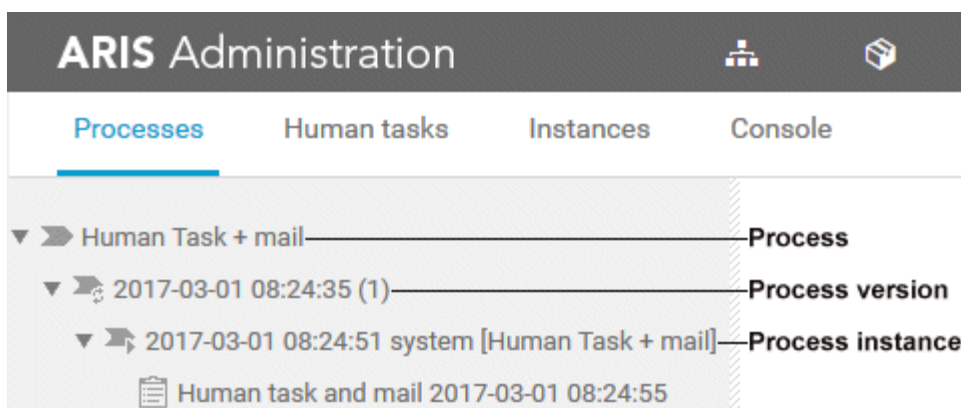 ARIS Administration
Processes Human tasks Instances Console
Human Task + mail Process
2017-03-01 08:24:35 (1) Process version
2017-03-01 08:24:51 system [Human Task + mail] Process instance
Human task and mail 2017-03-01 08:24:55